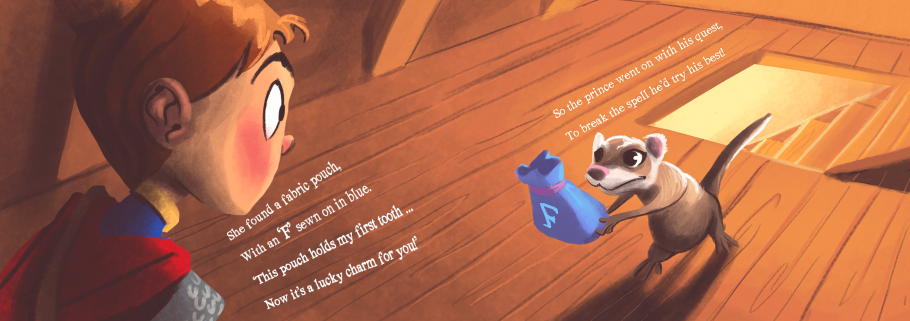 She found a fabric pouch,
With an 'F' sewn on in blue.
'This pouch holds my first tooth ...
Now it's a lucky charm for you!'
So the prince went on with his quest,
To break the spell he'd try his best!
F